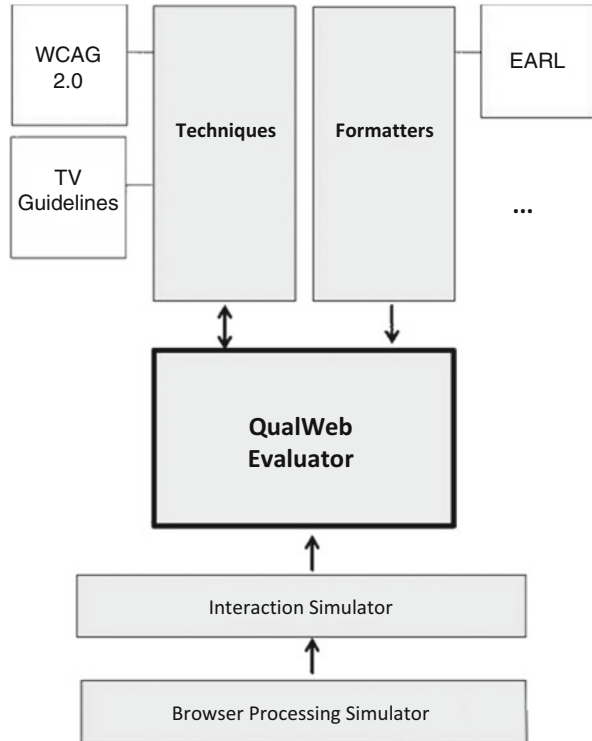 WCAG
2.0
Techniques
Formatters
EARL
TV
Guidelines
...
QualWeb
Evaluator
Interaction Simulator
Browser Processing Simulator